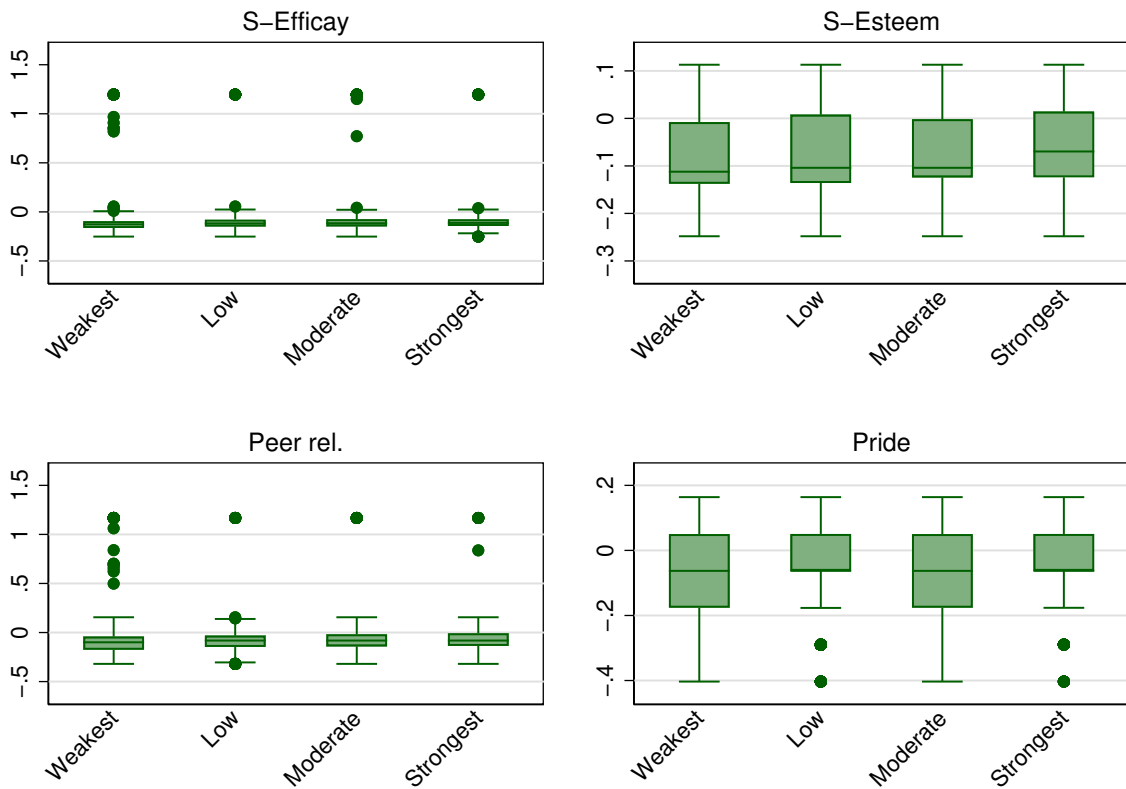 S−Efficay
1.5
1
.5
0
−.5
Weakest
Low
Moderate
Strongest
S−Esteem
.1
0
−.1
−.2
−.3
Weakest
Low
Moderate
Strongest
Peer rel.
1.5
1
.5
0
−.5
Weakest
Low
Moderate
Strongest
Pride
.2
0
−.2
−.4
Weakest
Low
Moderate
Strongest